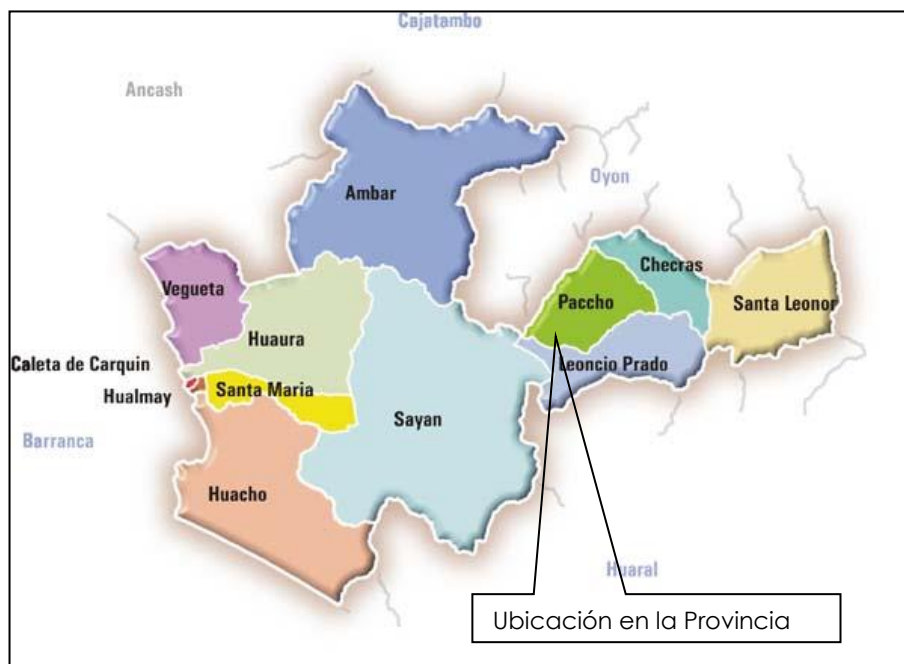 Cajatambo
Ancash
Ambar
Oyon
Checras
Vegueta
Paccho
Santa Leonor
Huaura
Caleta de Carquin
Leoncio Prado
Hualmay
Santa Maria
Sayan
Barranca
Huacho
Huaral
Ubicación en la Provincia